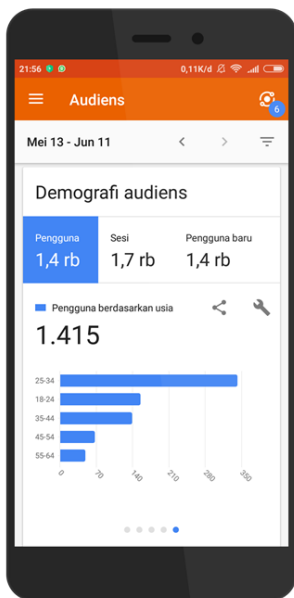 21:56 0,11K/d
Audiens
6
Mei 13 - Jun 11
Demografi audiens
Pengguna Sesi Pengguna baru
1,4 rb 1,7 rb 1,4 rb
Pengguna berdasarkan usia
1.415
25-34
18-24
35-44
45-54
55-64
0 70 140 210 280 350